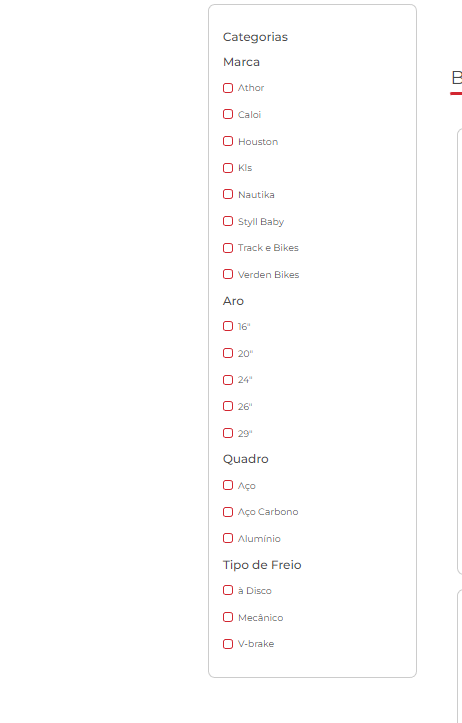 Categorias
Marca
Athor
Caloi
Houston
Kls
Nautika
Styll Baby
Track e Bikes
Verden Bikes
Aro
16"
20"
24"
26"
29"
Quadro
Aço
Aço Carbono
Alumínio
Tipo de Freio
à Disco
Mecânico
V-brake